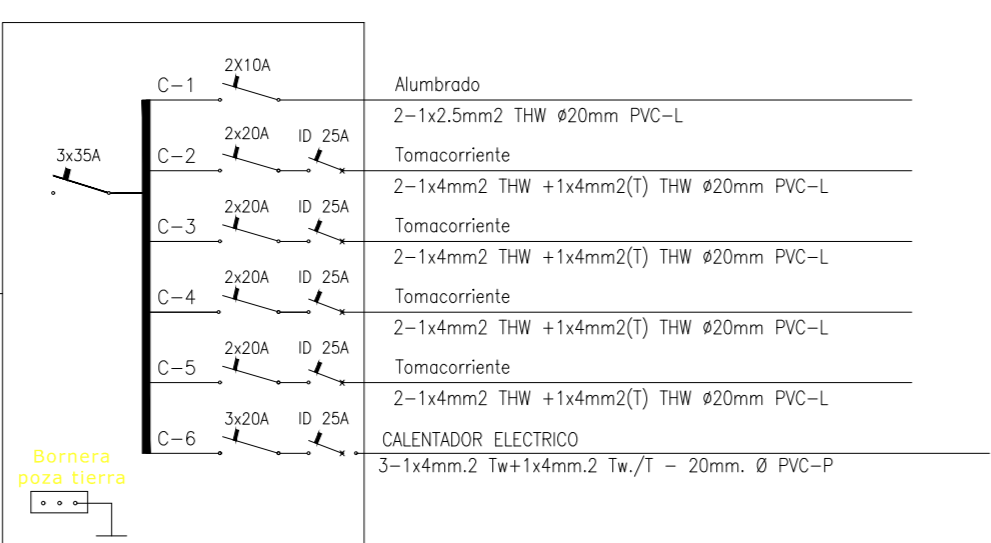 2X10A
C-1
Alumbrado
2-1x2.5mm2 THW ø20mm PVC-L
3x35A
2x20A
ID 25A
C-2
Tomacorriente
2-1x4mm2 THW +1x4mm2(T) THW ø20mm PVC-L
2x20A
ID 25A
C-3
Tomacorriente
2-1x4mm2 THW +1x4mm2(T) THW ø20mm PVC-L
2x20A
ID 25A
C-4
Tomacorriente
2-1x4mm2 THW +1x4mm2(T) THW ø20mm PVC-L
2x20A
ID 25A
C-5
Tomacorriente
2-1x4mm2 THW +1x4mm2(T) THW ø20mm PVC-L
3x20A
ID 25A
C-6
CALENTADOR ELECTRICO
3-1x4mm.2 Tw+1x4mm.2 Tw./T - 20mm. Ø PVC-P
Bornera
poza tierra